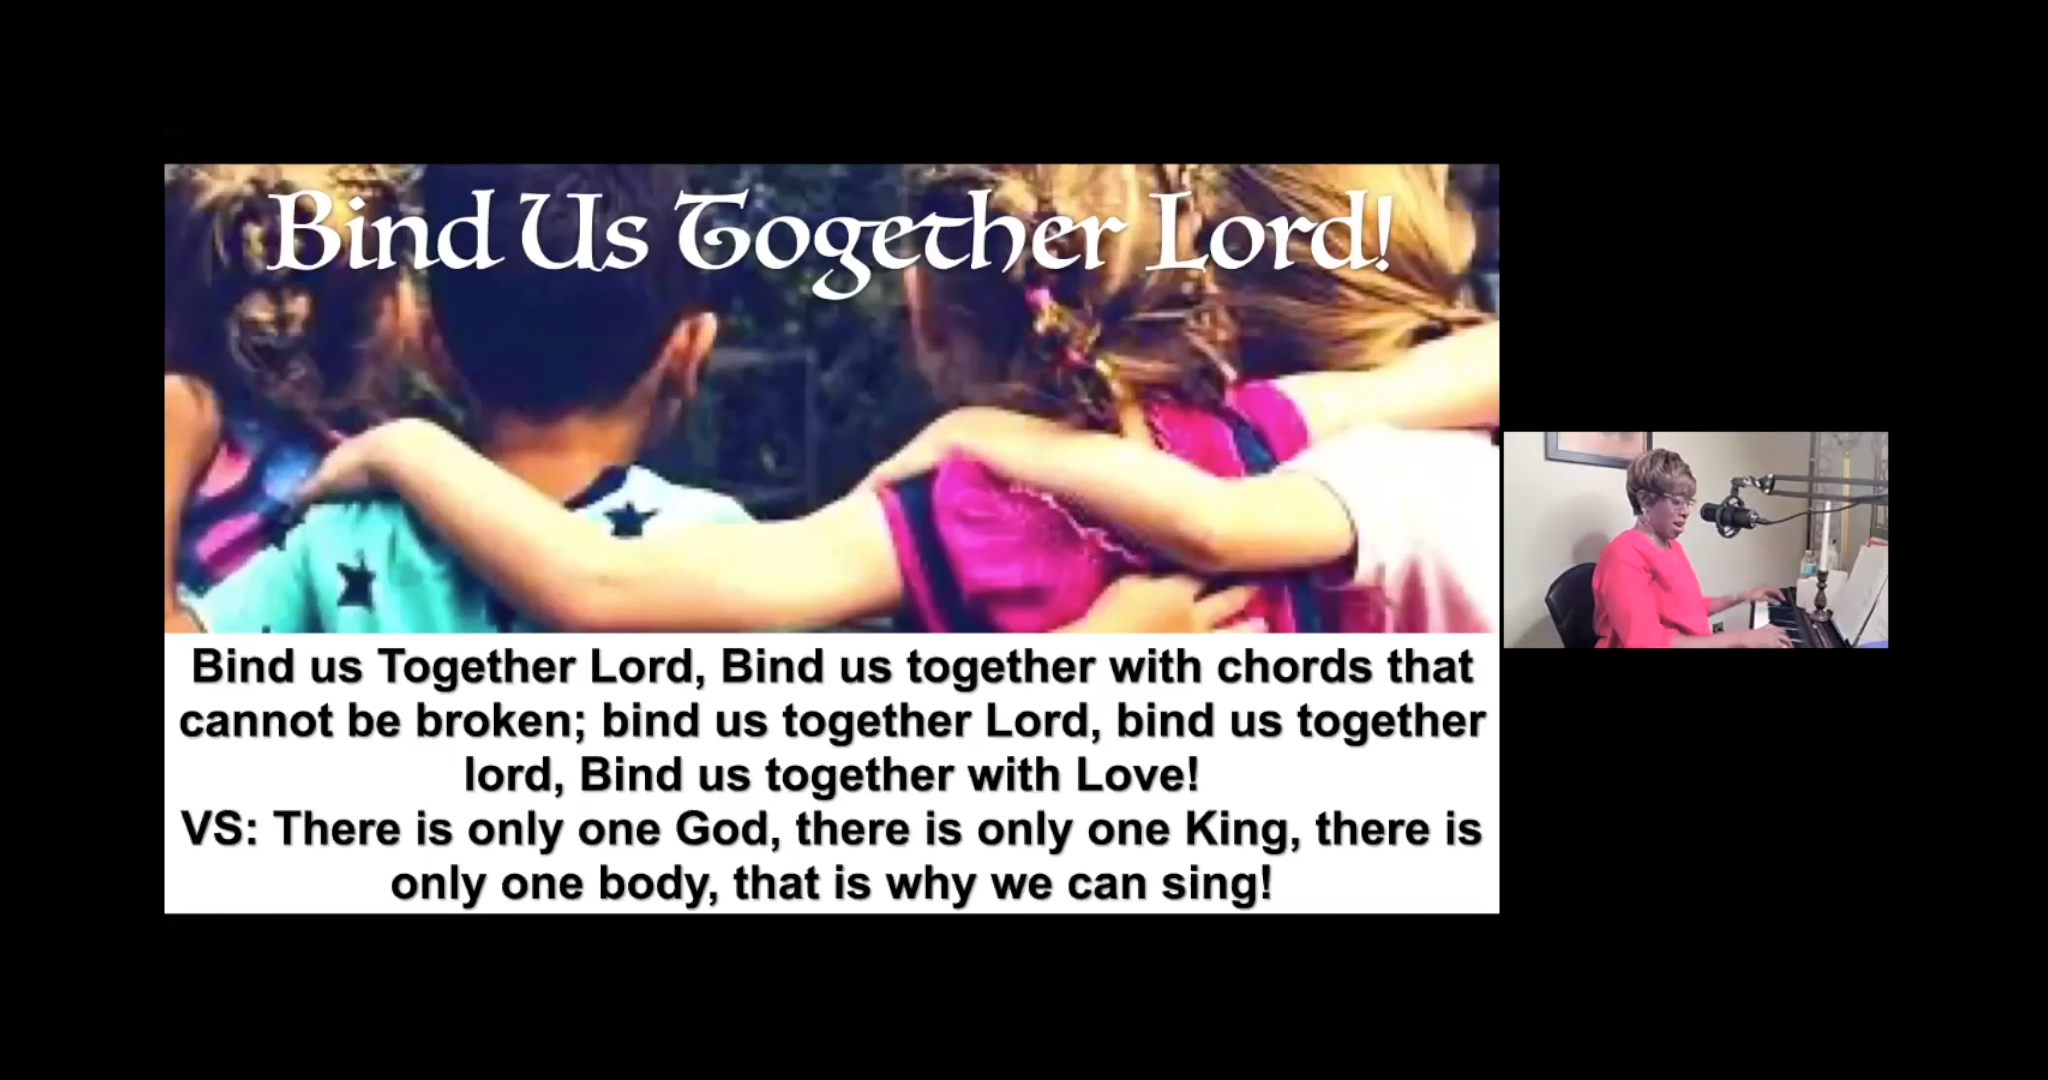 Bind Us Together Lord!
Bind us Together Lord, Bind us together with chords that
cannot be broken; bind us together Lord, bind us together
lord, Bind us together with Love!
VS: There is only one God, there is only one King, there is
only one body, that is why we can sing!